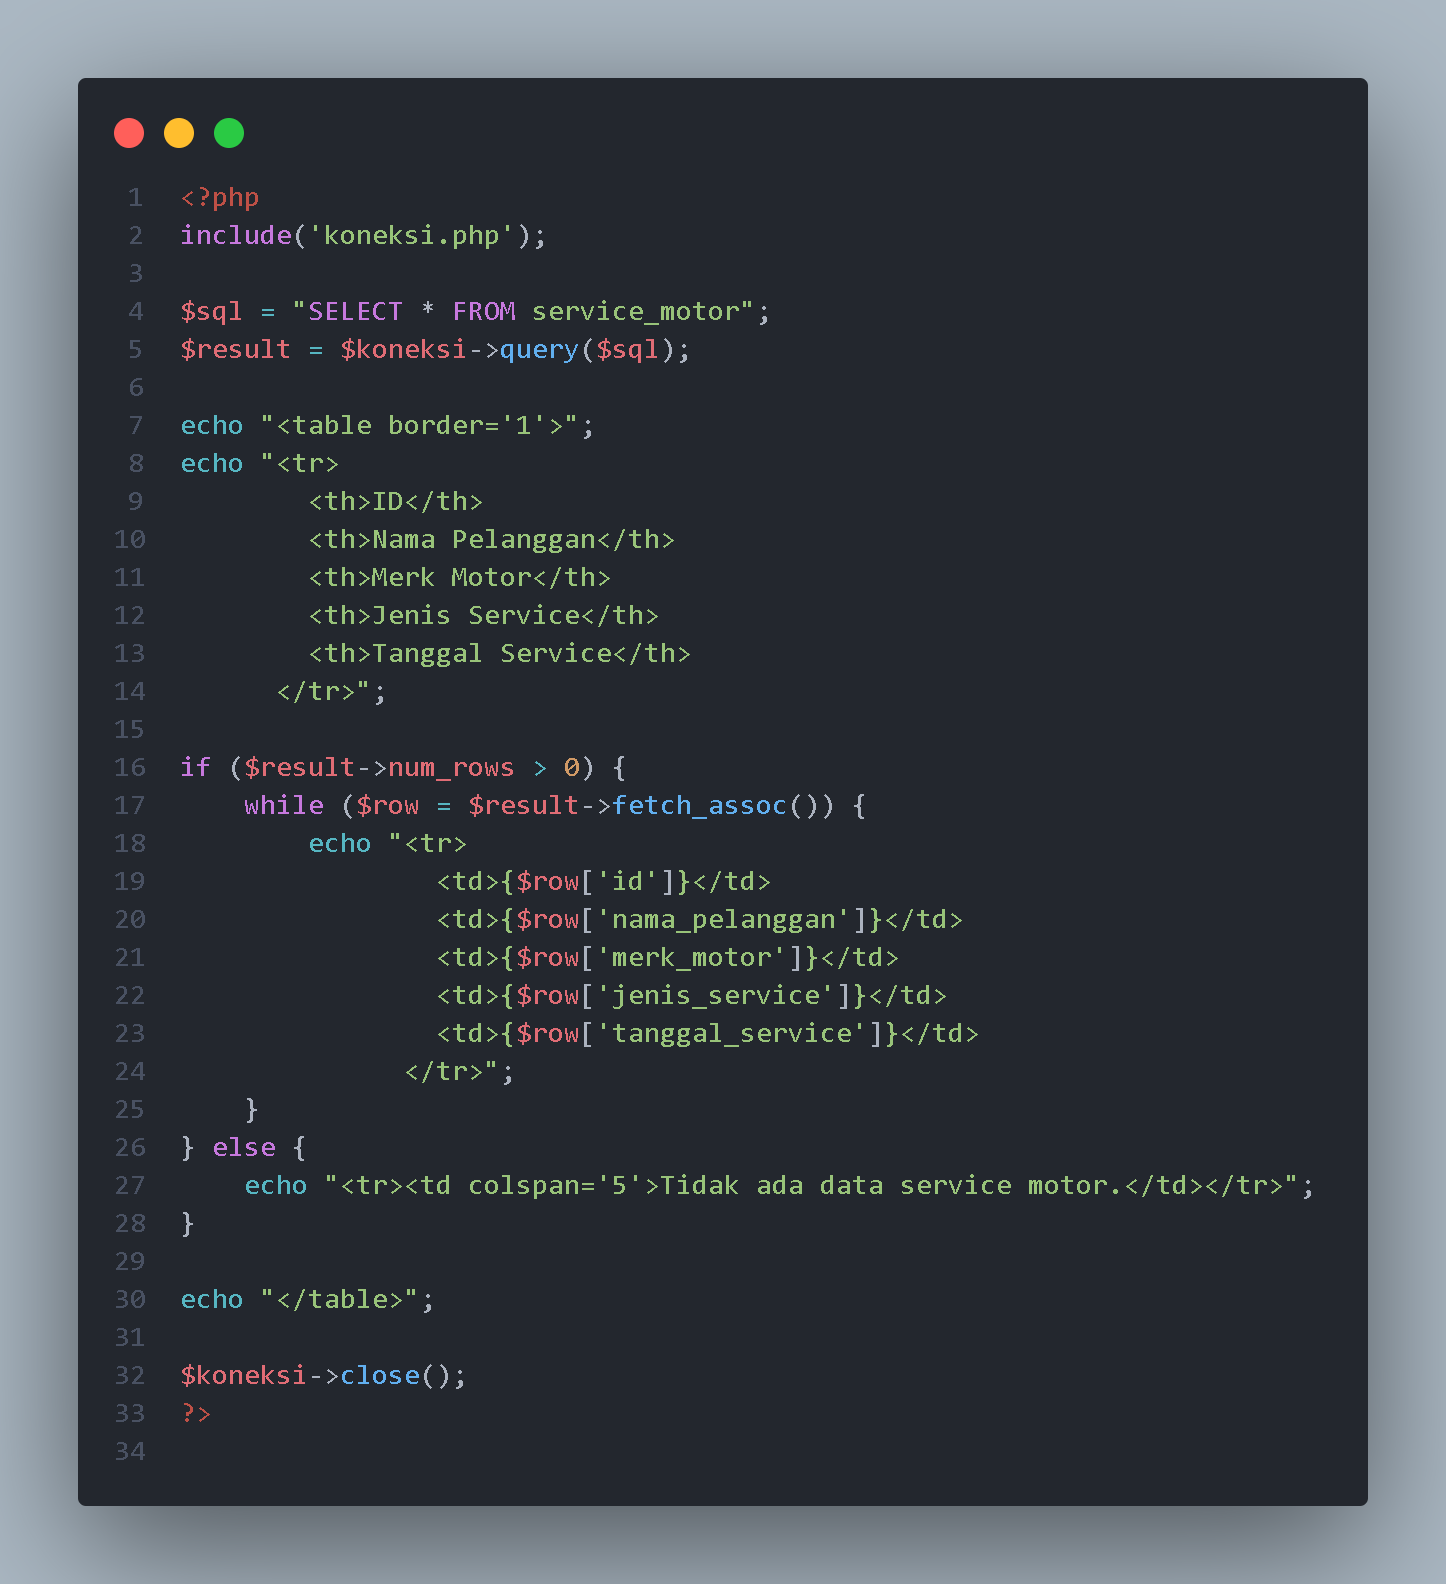 1 <?php
2 include('koneksi.php');
3
4 $sql = "SELECT * FROM service_motor";
5 $result = $koneksi->query($sql);
6
7 echo "<table border='1'>";
8 echo "<tr>
9         <th>ID</th>
10         <th>Nama Pelanggan</th>
11         <th>Merk Motor</th>
12         <th>Jenis Service</th>
13         <th>Tanggal Service</th>
14       </tr>";
15
16 if ($result->num_rows > 0) {
17     while ($row = $result->fetch_assoc()) {
18         echo "<tr>
19                 <td>{$row['id']}</td>
20                 <td>{$row['nama_pelanggan']}</td>
21                 <td>{$row['merk_motor']}</td>
22                 <td>{$row['jenis_service']}</td>
23                 <td>{$row['tanggal_service']}</td>
24               </tr>";
25     }
26 } else {
27     echo "<tr><td colspan='5'>Tidak ada data service motor.</td></tr>";
28 }
29
30 echo "</table>";
31
32 $koneksi->close();
33 ?>
34